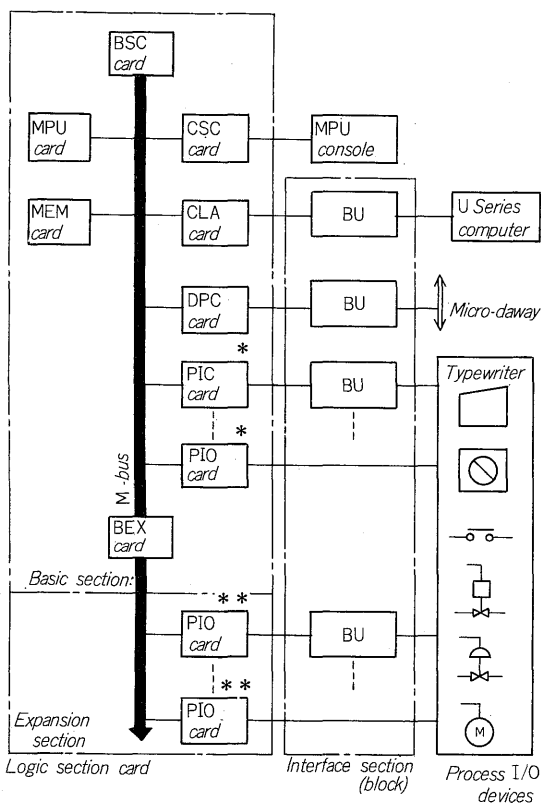 BSC
card
MPU
card
CSC
card
MPU
console
MEM
card
CLA
card
BU
U Series
computer
DPC
card
BU
Micro-daway
*
PIC
card
BU
Typewriter
*
PIO
card
M-bus
BEX
card
Basic section:
* *
PIO
card
BU
* *
PIO
card
M
Expansion
section
Logic section card
Interface section
(block)
Process I/O
devices